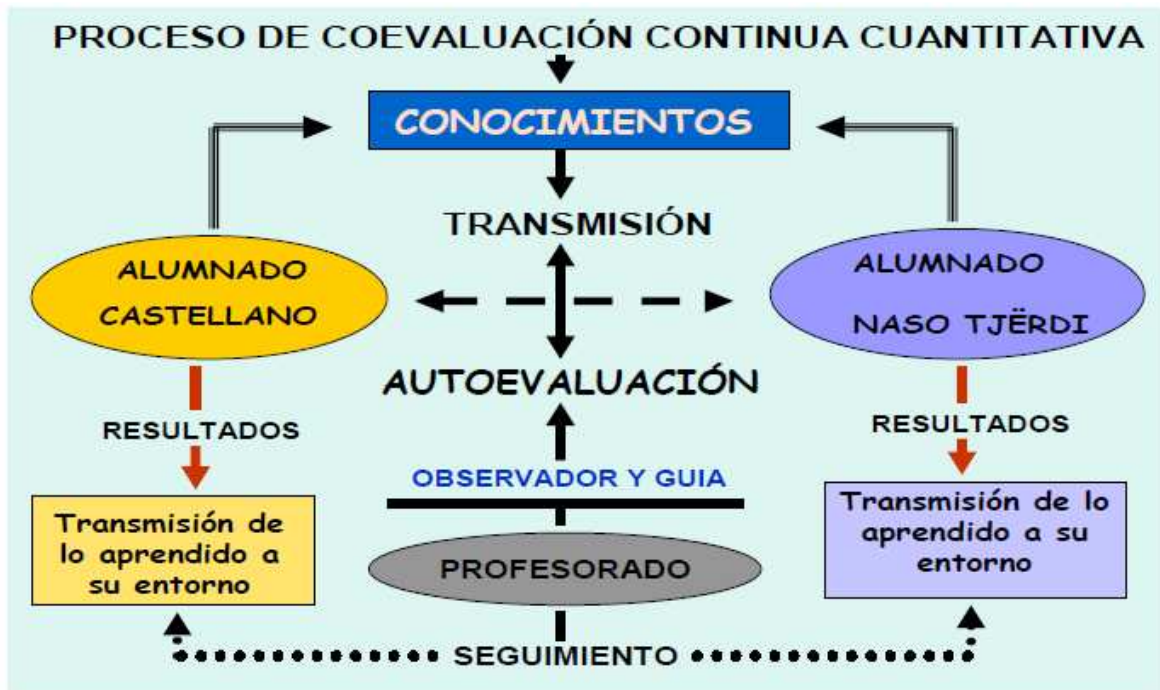 PROCESO DE COEVALUACIÓN CONTINUA CUANTITATIVA
CONOCIMIENTOS
TRANSMISIÓN
ALUMNADO
CASTELLANO
ALUMNADO
NASO TJËRDI
AUTOEVALUACIÓN
RESULTADOS
RESULTADOS
OBSERVADOR Y GUIA
Transmisión de
lo aprendido a
su entorno
PROFESORADO
Transmisión de lo
aprendido a su
entorno
SEGUIMIENTO